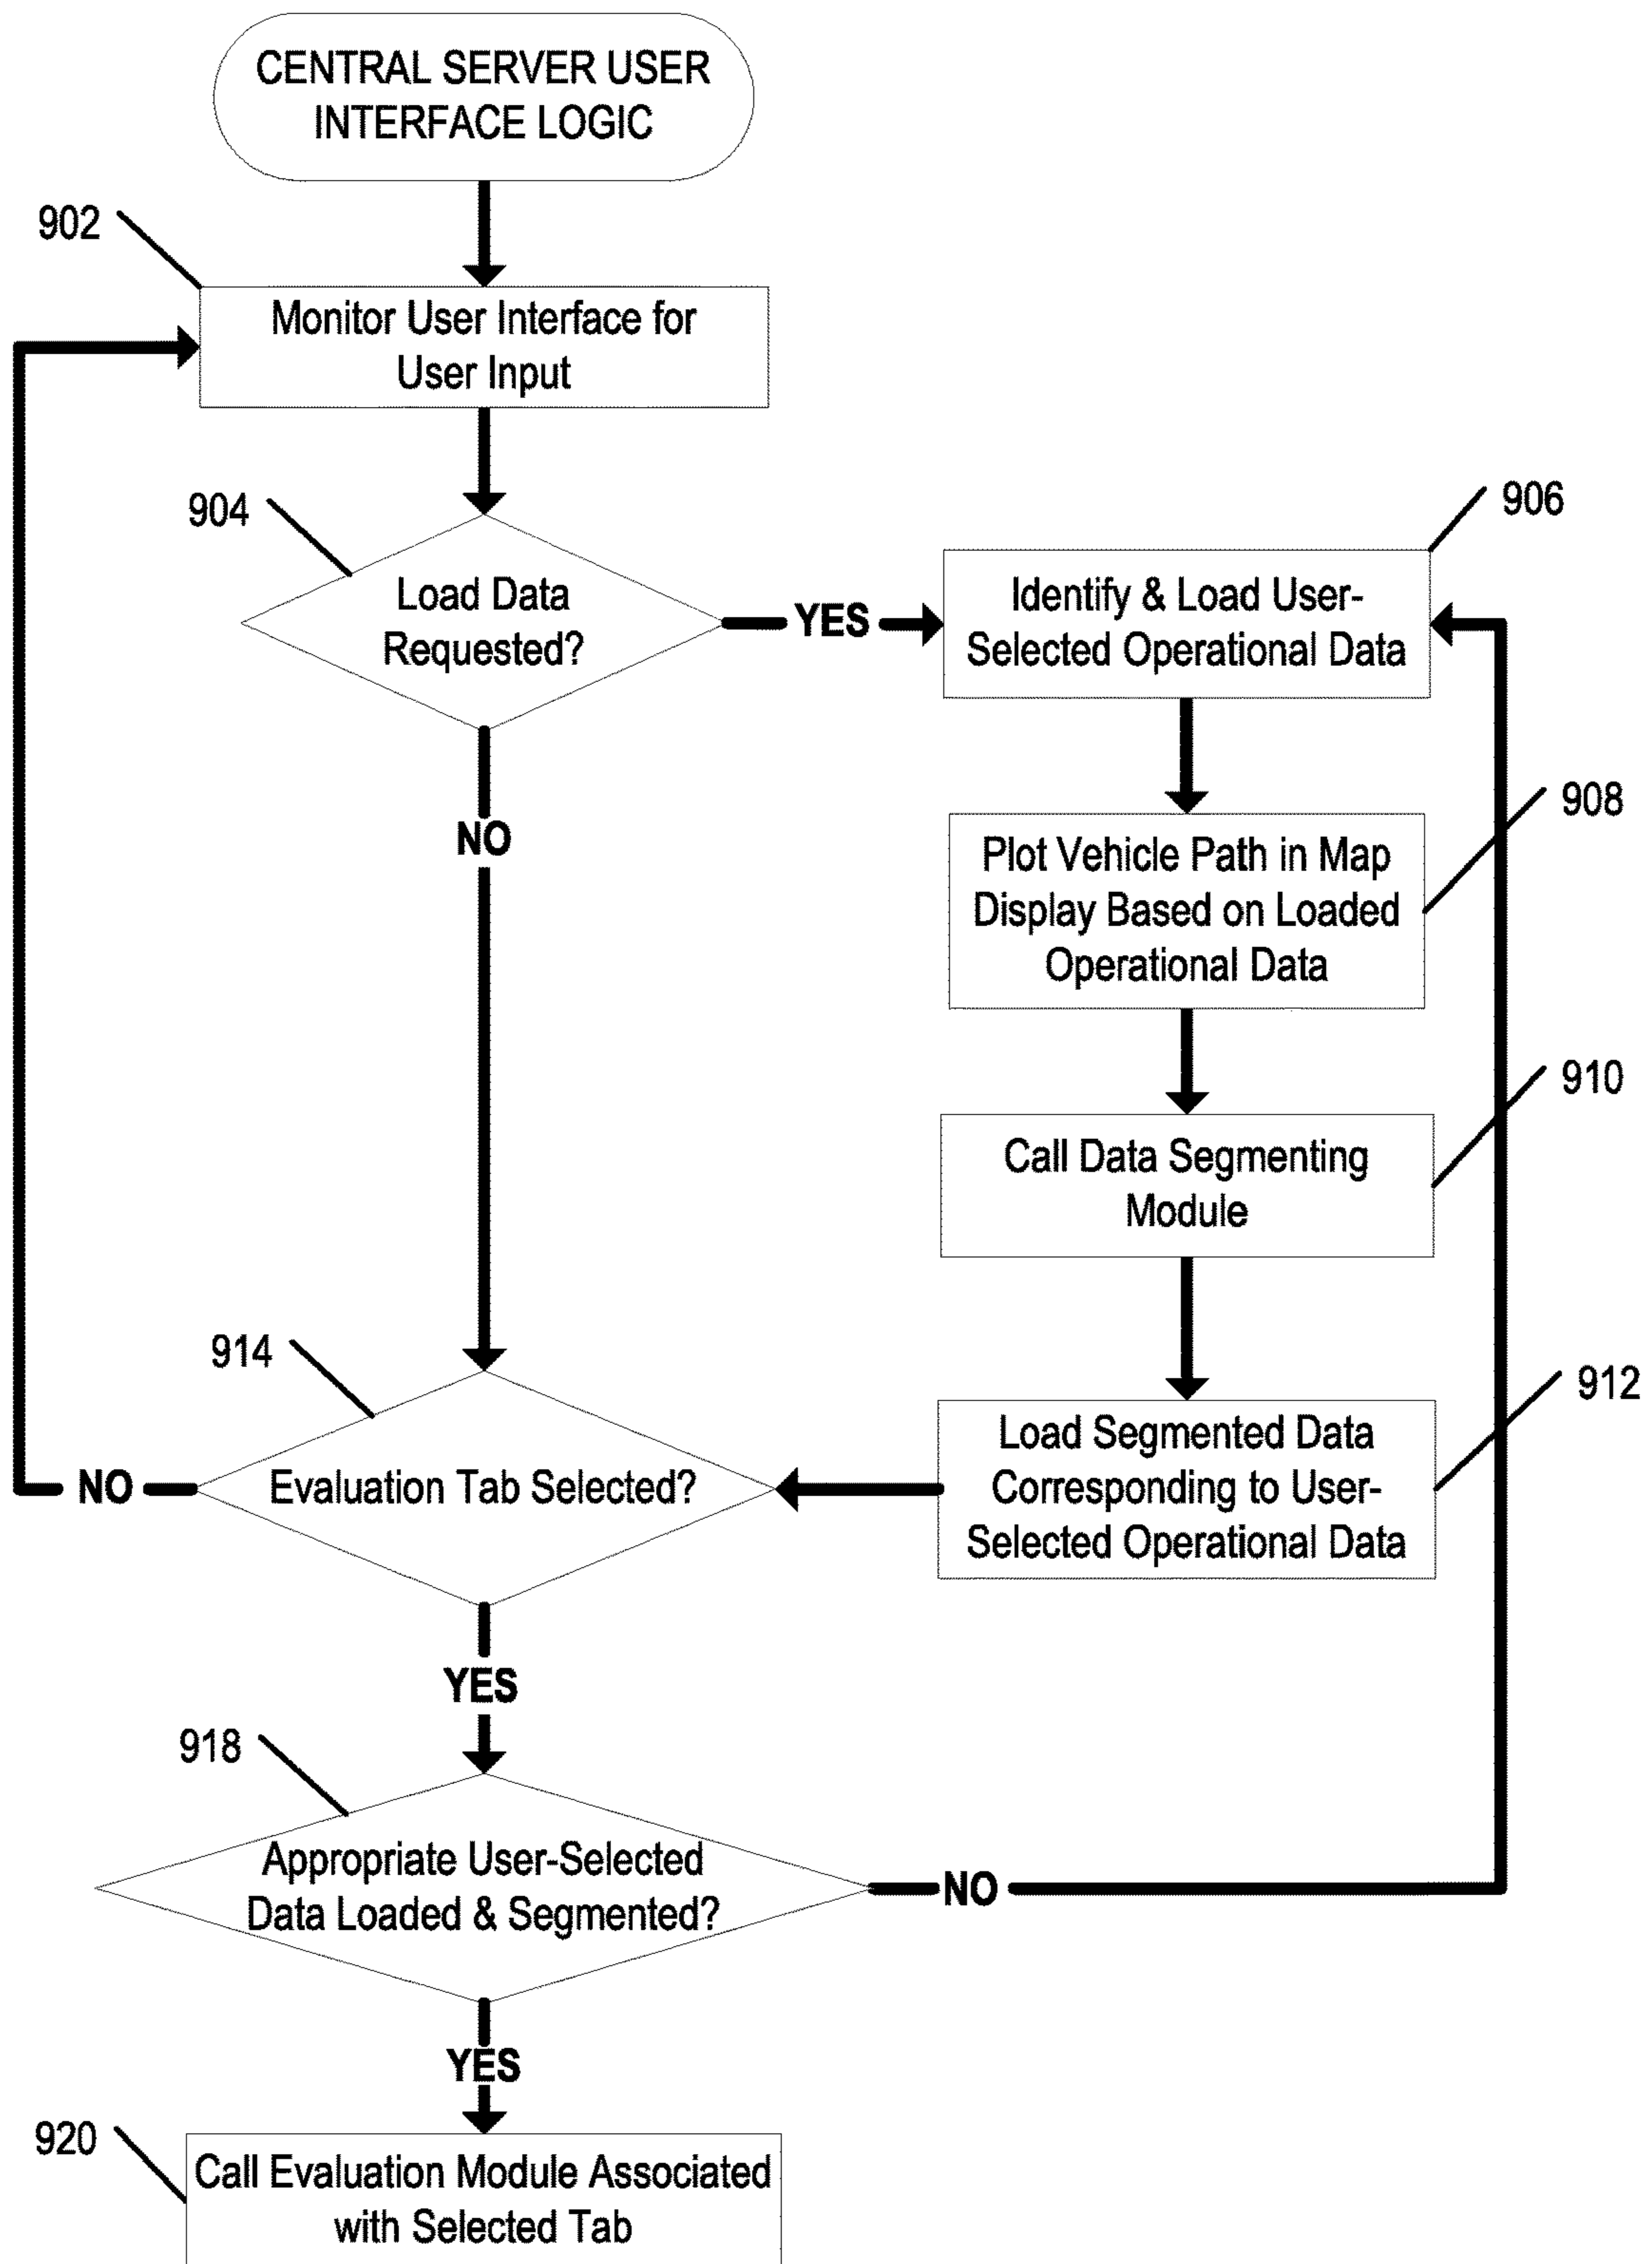 CENTRAL SERVER USER
INTERFACE LOGIC
902
Monitor User Interface for
User Input
904
Load Data
Requested?
YES
906
Identify & Load User-
Selected Operational Data
NO
908
Plot Vehicle Path in Map
Display Based on Loaded
Operational Data
910
Call Data Segmenting
Module
912
Load Segmented Data
Corresponding to User-
Selected Operational Data
914
Evaluation Tab Selected?
NO
YES
918
Appropriate User-Selected
Data Loaded & Segmented?
NO
YES
920
Call Evaluation Module Associated
with Selected Tab